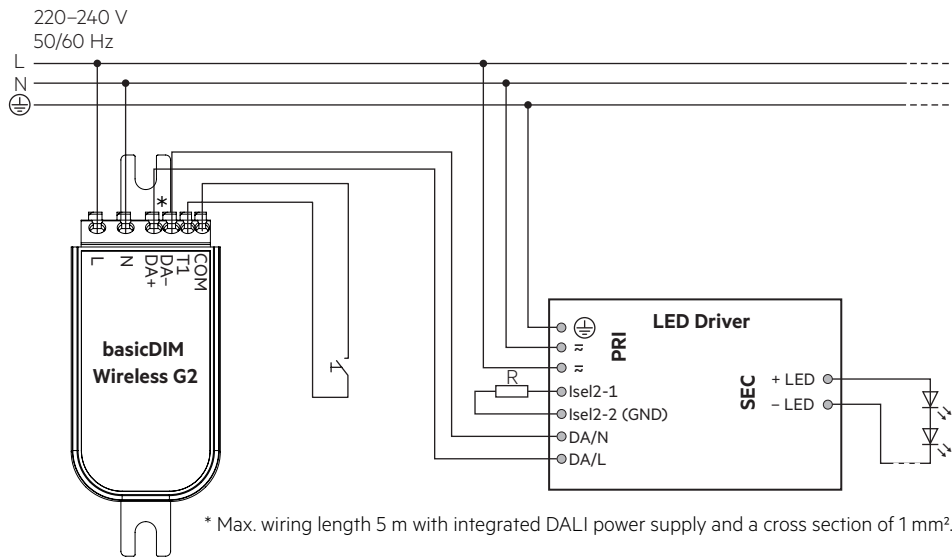 220–240 V
50/60 Hz
L
N
*
L
N
DA+
DA–
T1
COM
basicDIM
Wireless G2
LED Driver
PRI
R
Isel2-1
Isel2-2 (GND)
DA/N
DA/L
SEC
+ LED
– LED
* Max. wiring length 5 m with integrated DALI power supply and a cross section of 1 mm².